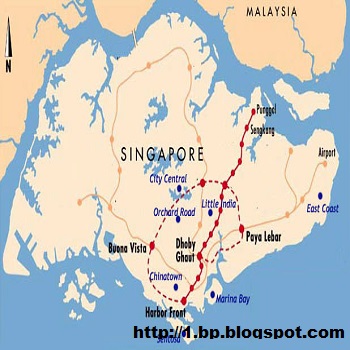 MALAYSIA
N
Punggol
Sengkang
SINGAPORE
Airport
City Central
Little India
East Coast
Orchard Road
Paya Lebar
Buona Vista
Dhoby
Ghaut
Chinatown
Marina Bay
Harbor Front
Sentosa
http://1.bp.blogspot.com